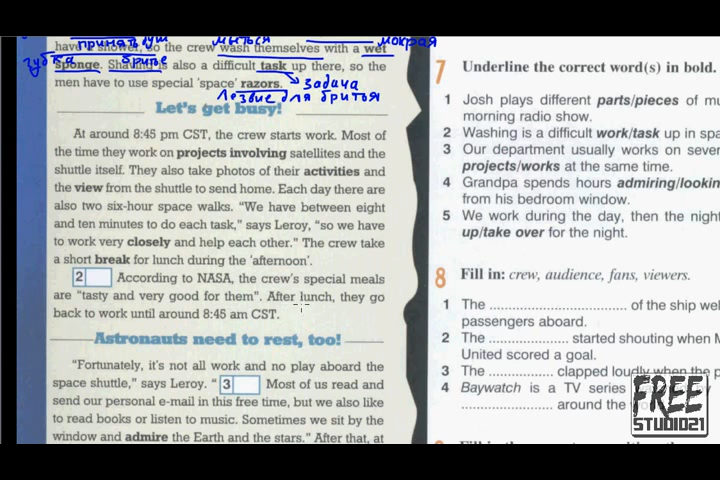 принять душ мыться мокрая
have a shower, so the crew wash themselves with a wet
губка бритье
sponge. Shaving is also a difficult task up there, so the
men have to use special 'space' razors.
задача
Лезвие для бритья
Let's get busy!
At around 8:45 pm CST, the crew starts work. Most of
the time they work on projects involving satellites and the
shuttle itself. They also take photos of their activities and
the view from the shuttle to send home. Each day there are
also two six-hour space walks. "We have between eight
and ten minutes to do each task," says Leroy, "so we have
to work very closely and help each other." The crew take
a short break for lunch during the 'afternoon'.
2 According to NASA, the crew's special meals
are "tasty and very good for them". After lunch, they go
back to work until around 8:45 am CST.
Astronauts need to rest, too!
"Fortunately, it's not all work and no play aboard the
space shuttle," says Leroy. " 3 Most of us read and
send our personal e-mail in this free time, but we also like
to read books or listen to music. Sometimes we sit by the
window and admire the Earth and the stars." After that, at
7 Underline the correct word(s) in bold.
1 Josh plays different parts/pieces of mu
morning radio show.
2 Washing is a difficult work/task up in spa
3 Our department usually works on sever
projects/works at the same time.
4 Grandpa spends hours admiring/lookin
from his bedroom window.
5 We work during the day, then the night
up/take over for the night.
8 Fill in: crew, audience, fans, viewers.
1 The ................................ of the ship wel
passengers aboard.
2 The .................. started shouting when M
United scored a goal.
3 The .................. clapped loudly when the p
4 Baywatch is a TV series
..................... around the
FREE
STUDIO21